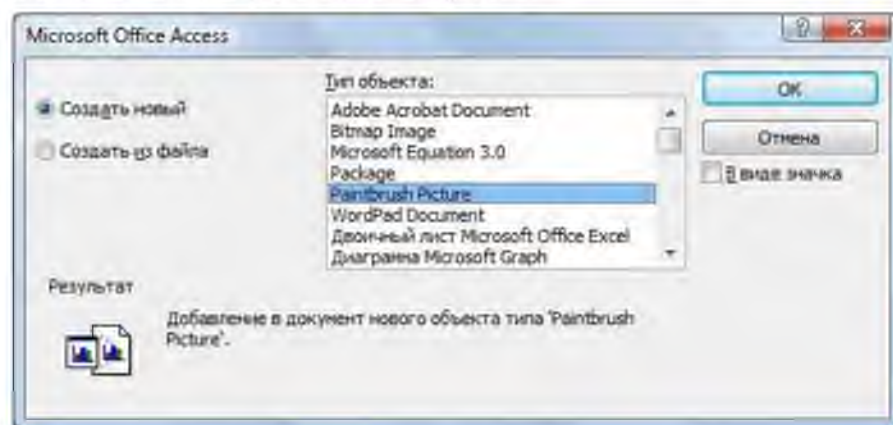 Microsoft Office Access
Тип объекта:
Создать новый
Создать из файла
Adobe Acrobat Document
Bitmap Image
Microsoft Equation 3.0
Package
Paintbrush Picture
WordPad Document
Двоичный лист Microsoft Office Excel
Диаграмма Microsoft Graph
OK
Отмена
В виде значка
Результат
Добавление в документ нового объекта типа 'Paintbrush
Picture'.